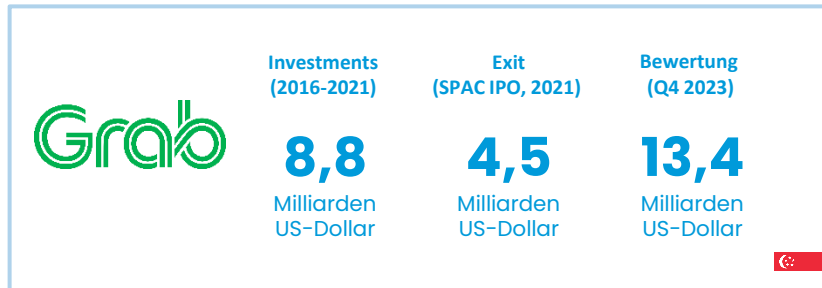 Grab
Investments
(2016-2021)
8,8
Milliarden
US-Dollar
Exit
(SPAC IPO, 2021)
4,5
Milliarden
US-Dollar
Bewertung
(Q4 2023)
13,4
Milliarden
US-Dollar